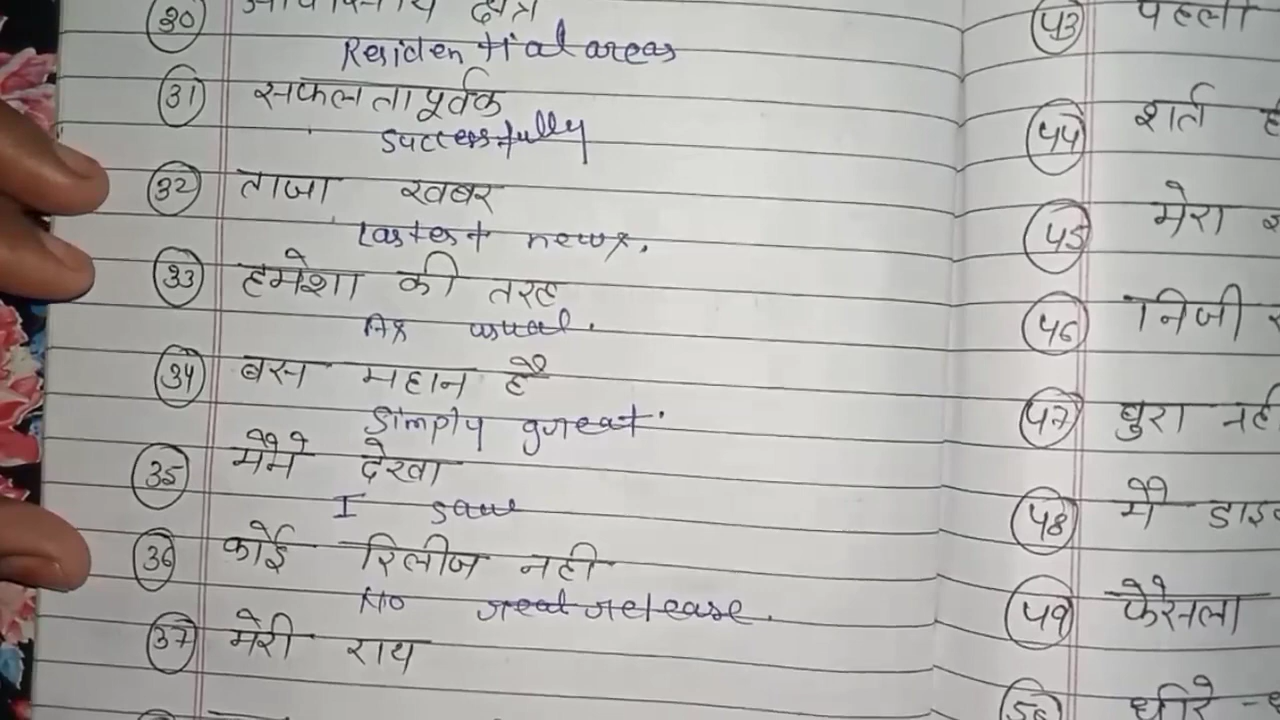 30 आवासीय क्षेत्र
Residential areas
31 सफलतापूर्वक
Successfully
32 ताजा खबर
Lastest news.
33 हमेशा की तरह
As usual.
34 बस महान है
Simply great.
35 मैंने देखा
I saw
36 कोई रिलीज नही
No release.
37 मेरी राय
43 पहली
44 शर्त
45 मेरा
46 निजी
47 बुरा नही
48 मै
49 फैसला
50 धीरे-